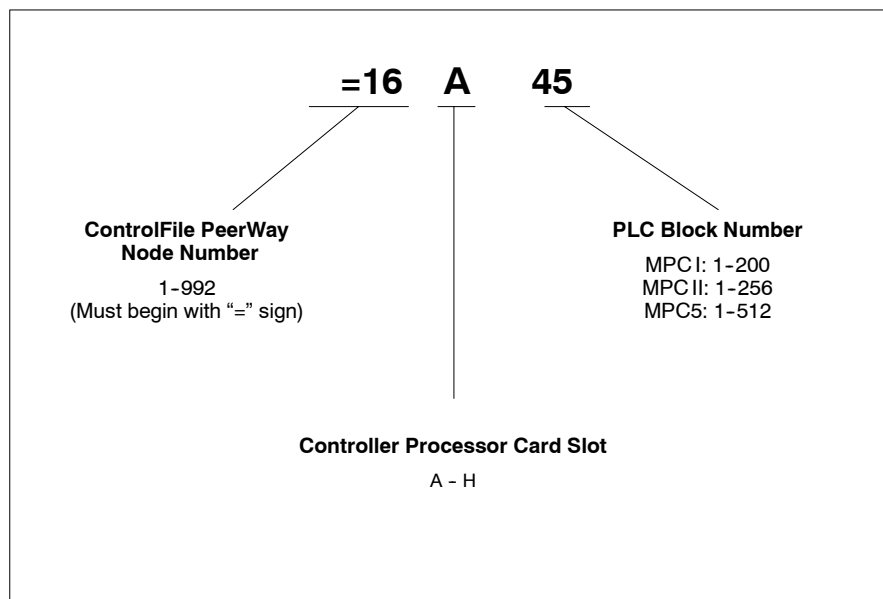 =16 A 45
ControlFile PeerWay
Node Number
1-992
(Must begin with “=” sign)
PLC Block Number
MPC I: 1-200
MPC II: 1-256
MPC5: 1-512
Controller Processor Card Slot
A - H